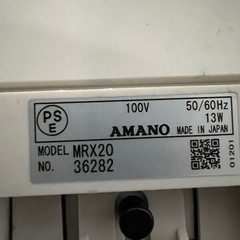 PS
E
100V 50/60Hz
13W
AMANO MADE IN JAPAN
MODEL MRX20
NO. 36282
01201